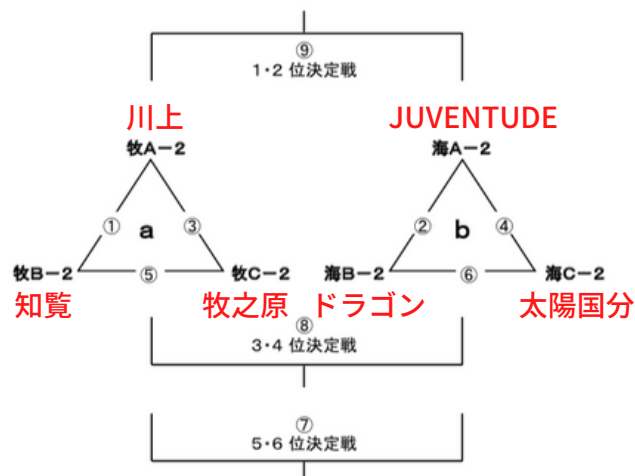 ⑨
1・2 位決定戦
川上 JUVENTUDE
牧A－2 海A－2
① a ③ ② b ④
牧B－2 ⑤ 牧C－2 海B－2 ⑥ 海C－2
知覧 牧之原 ドラゴン 太陽国分
⑧
3・4 位決定戦
⑦
5・6 位決定戦